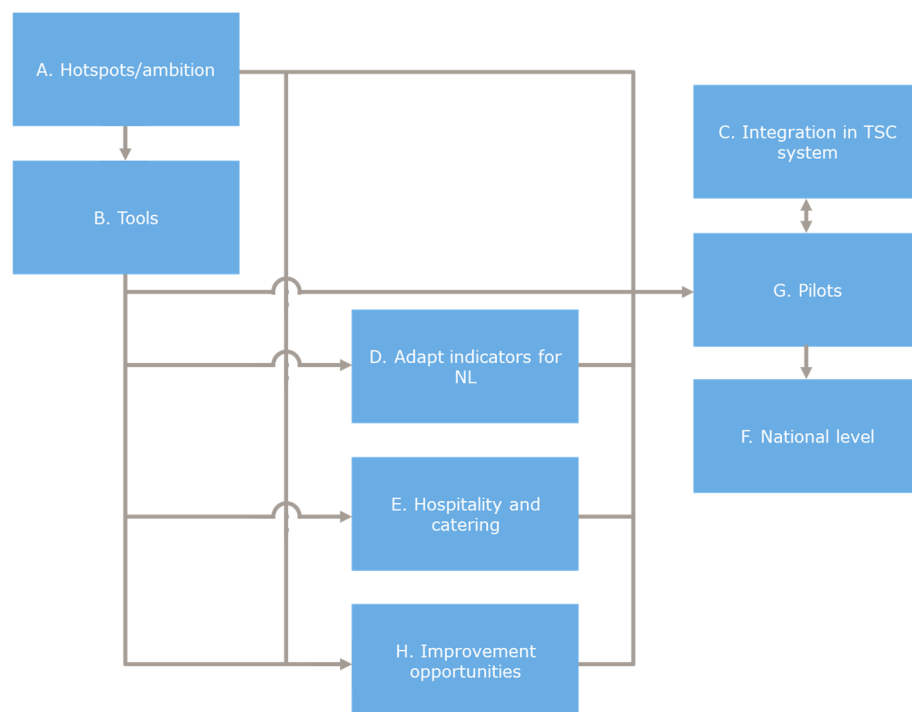 A. Hotspots/ambition
B. Tools
C. Integration in TSC
system
G. Pilots
D. Adapt indicators for
NL
F. National level
E. Hospitality and
catering
H. Improvement
opportunities